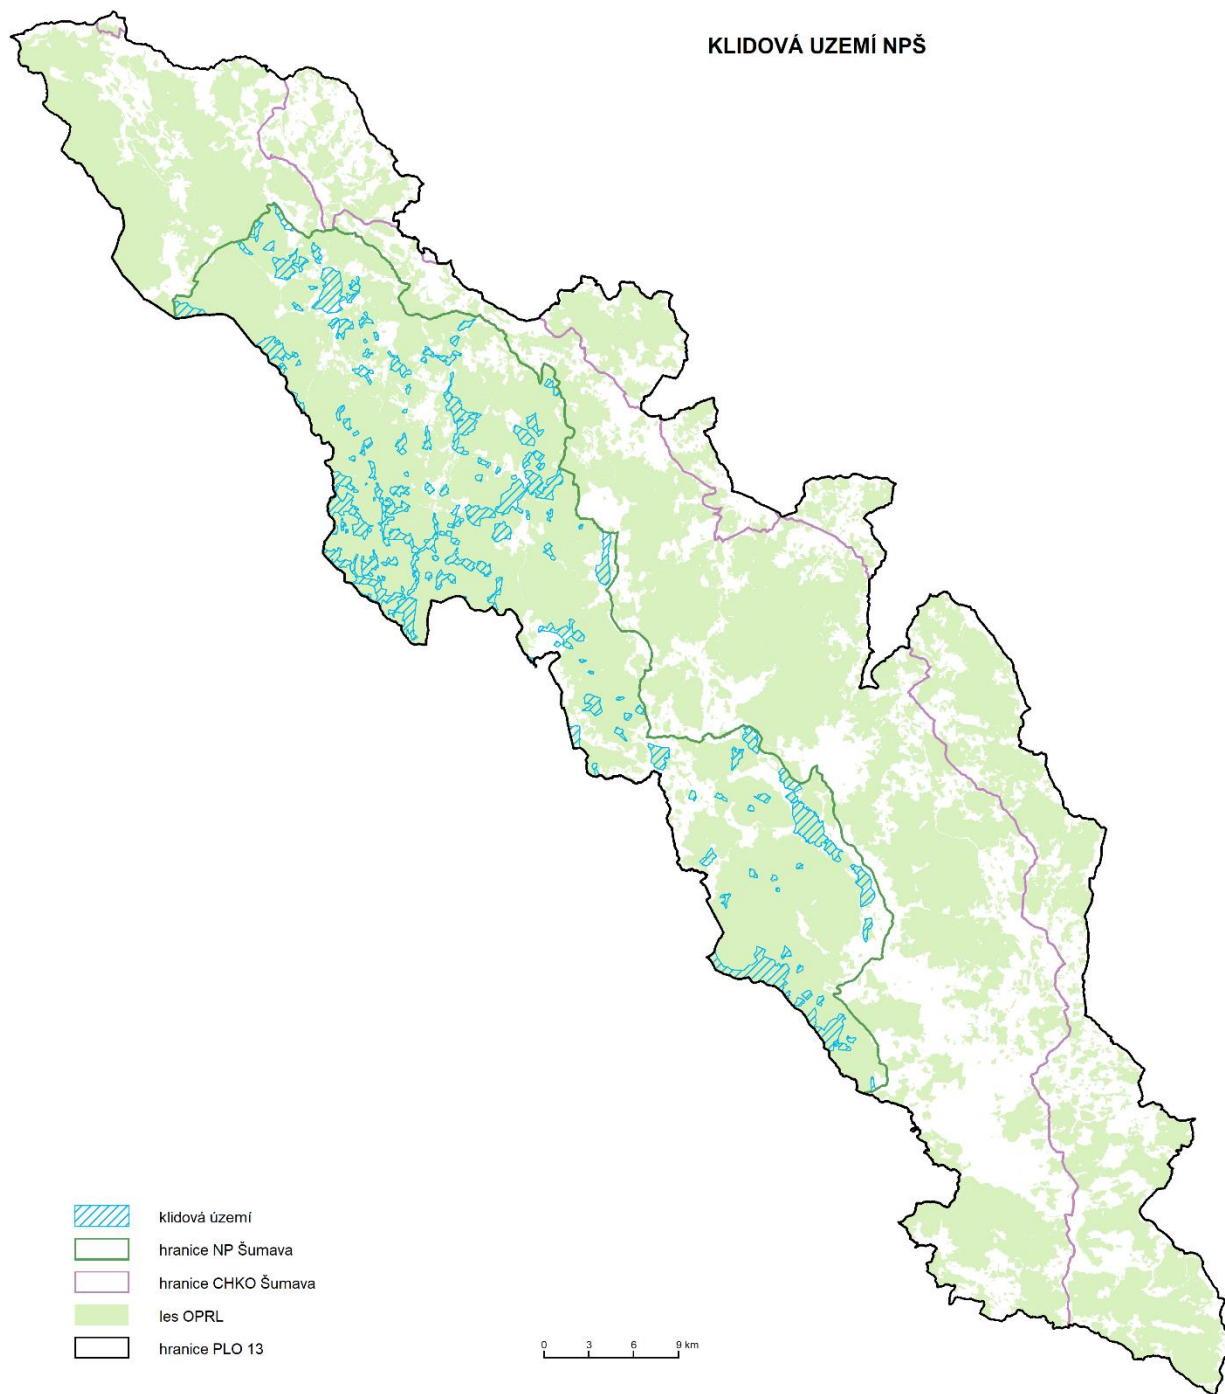 KLIDOVÁ UZEMÍ NPŠ
klidová území
hranice NP Šumava
hranice CHKO Šumava
les OPRL
hranice PLO 13
0 3 6 9 km